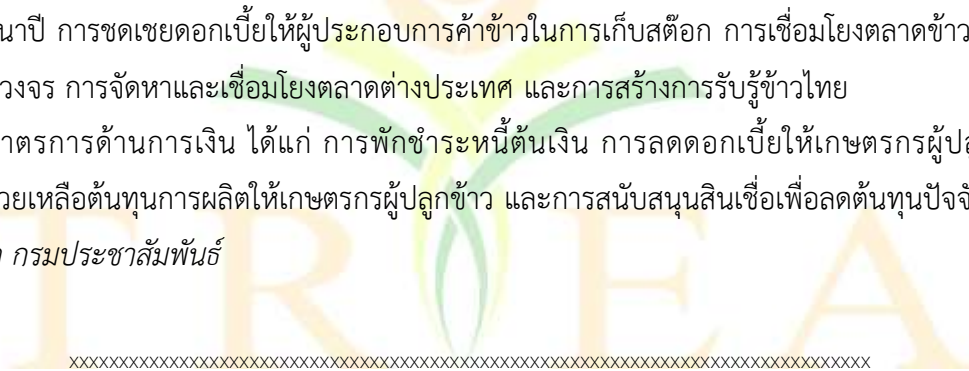 นาปี การชดเชยดอกเบี้ยให้ผู้ประกอบการค้าข้าวในการเก็บสต๊อก การเชื่อมโยงตลาดข้าว
วงจร การจัดหาและเชื่อมโยงตลาดต่างประเทศ และการสร้างการรับรู้ข้าวไทย
าตรการด้านการเงิน ได้แก่ การพักชำระหนี้ต้นเงิน การลดดอกเบี้ยให้เกษตรกรผู้ปล
วยเหลือต้นทุนการผลิตให้เกษตรกรผู้ปลูกข้าว และการสนับสนุนสินเชื่อเพื่อลดต้นทุนปัจจั
กรมประชาสัมพันธ์
TREA
xxxxxxxxxxxxxxxxxxxxxxxxxxxxxxxxxxxxxxxxxxxxxxxxxxxxxxxxxxxxxxxxxxxxxxxxxxxxxxxx